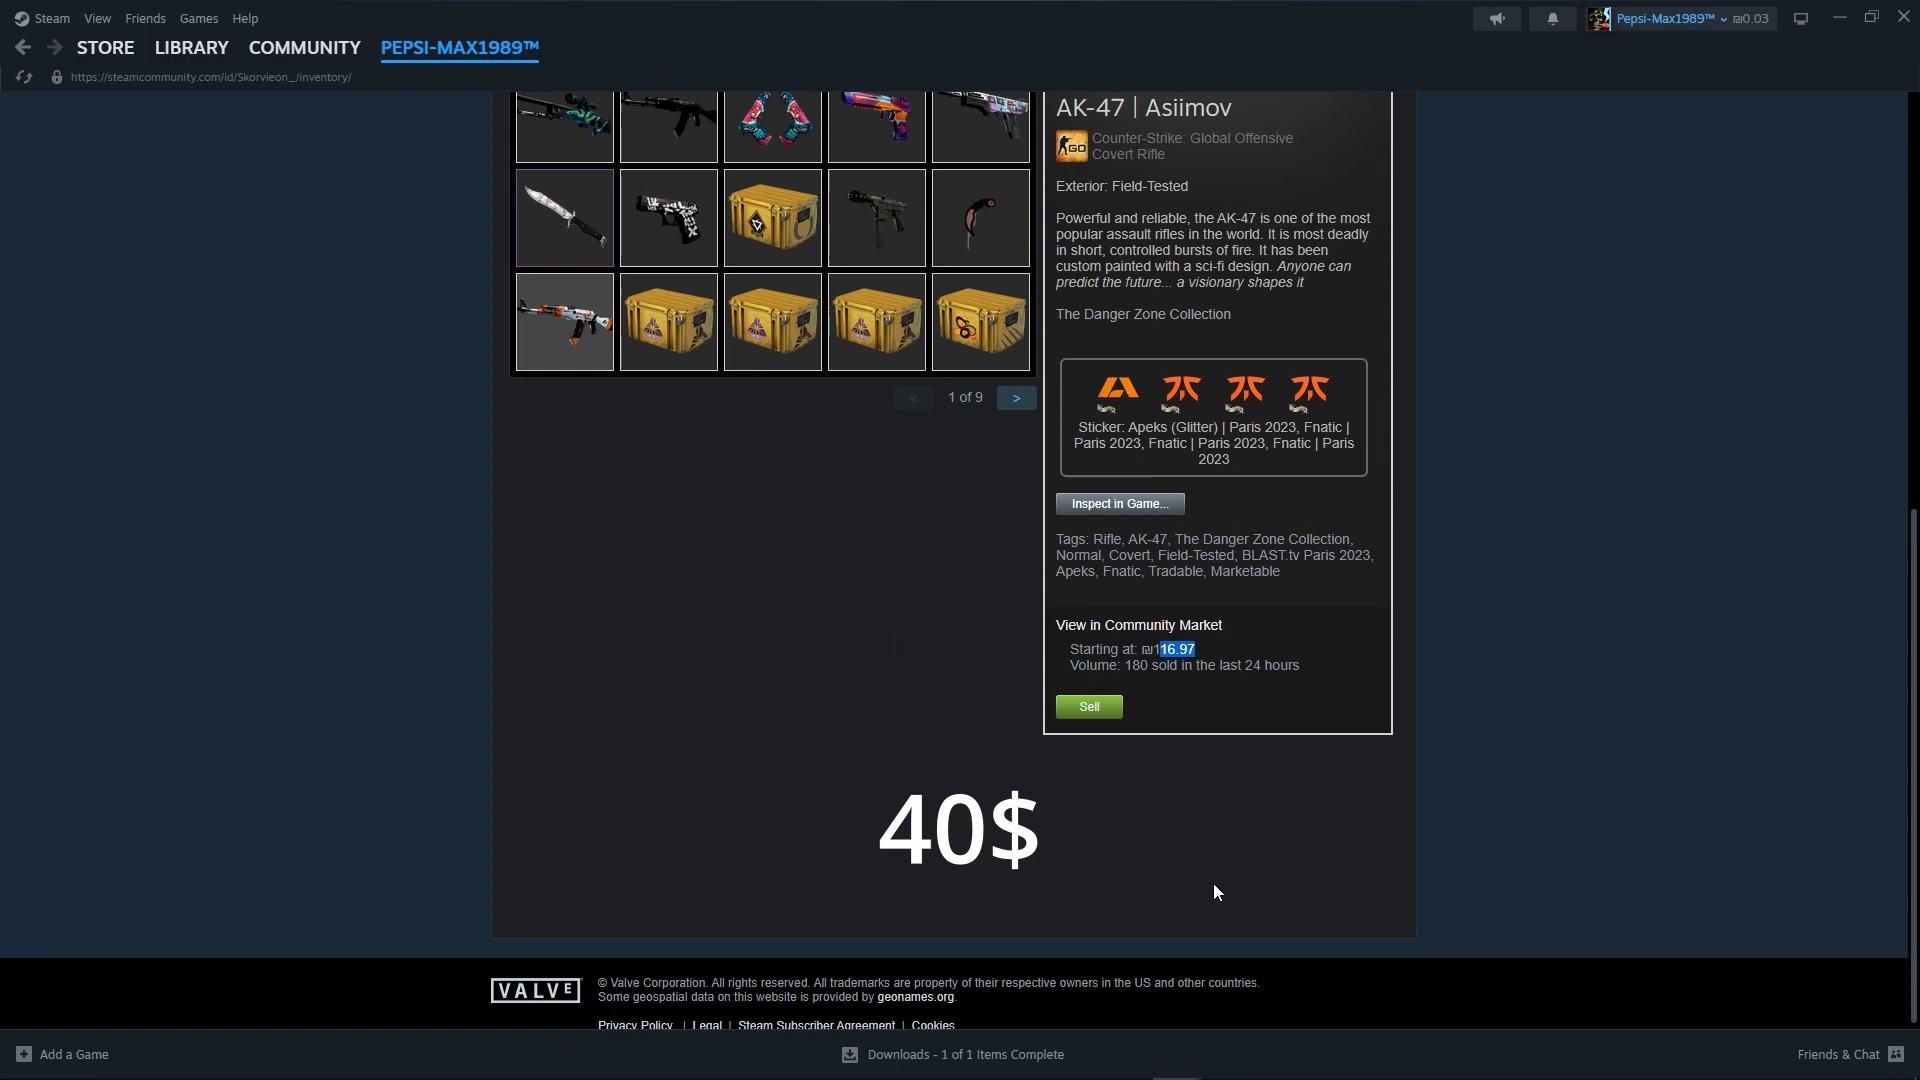 Steam View Friends Games Help
Pepsi-Max1989™ ₪0.03
STORE LIBRARY COMMUNITY PEPSI-MAX1989™
https://steamcommunity.com/id/Skorvieon_/inventory/
AK-47 | Asiimov
GO
Counter-Strike: Global Offensive
Covert Rifle
Exterior: Field-Tested
Powerful and reliable, the AK-47 is one of the most
popular assault rifles in the world. It is most deadly
in short, controlled bursts of fire. It has been
custom painted with a sci-fi design. Anyone can
predict the future... a visionary shapes it
The Danger Zone Collection
< 1 of 9 >
Sticker: Apeks (Glitter) | Paris 2023, Fnatic |
Paris 2023, Fnatic | Paris 2023, Fnatic | Paris
2023
Inspect in Game...
Tags: Rifle, AK-47, The Danger Zone Collection,
Normal, Covert, Field-Tested, BLAST.tv Paris 2023,
Apeks, Fnatic, Tradable, Marketable
View in Community Market
Starting at: ₪116.97
Volume: 180 sold in the last 24 hours
Sell
40$
VALVE
© Valve Corporation. All rights reserved. All trademarks are property of their respective owners in the US and other countries.
Some geospatial data on this website is provided by geonames.org.
Privacy Policy | Legal | Steam Subscriber Agreement | Cookies
Add a Game
Downloads - 1 of 1 Items Complete
Friends & Chat